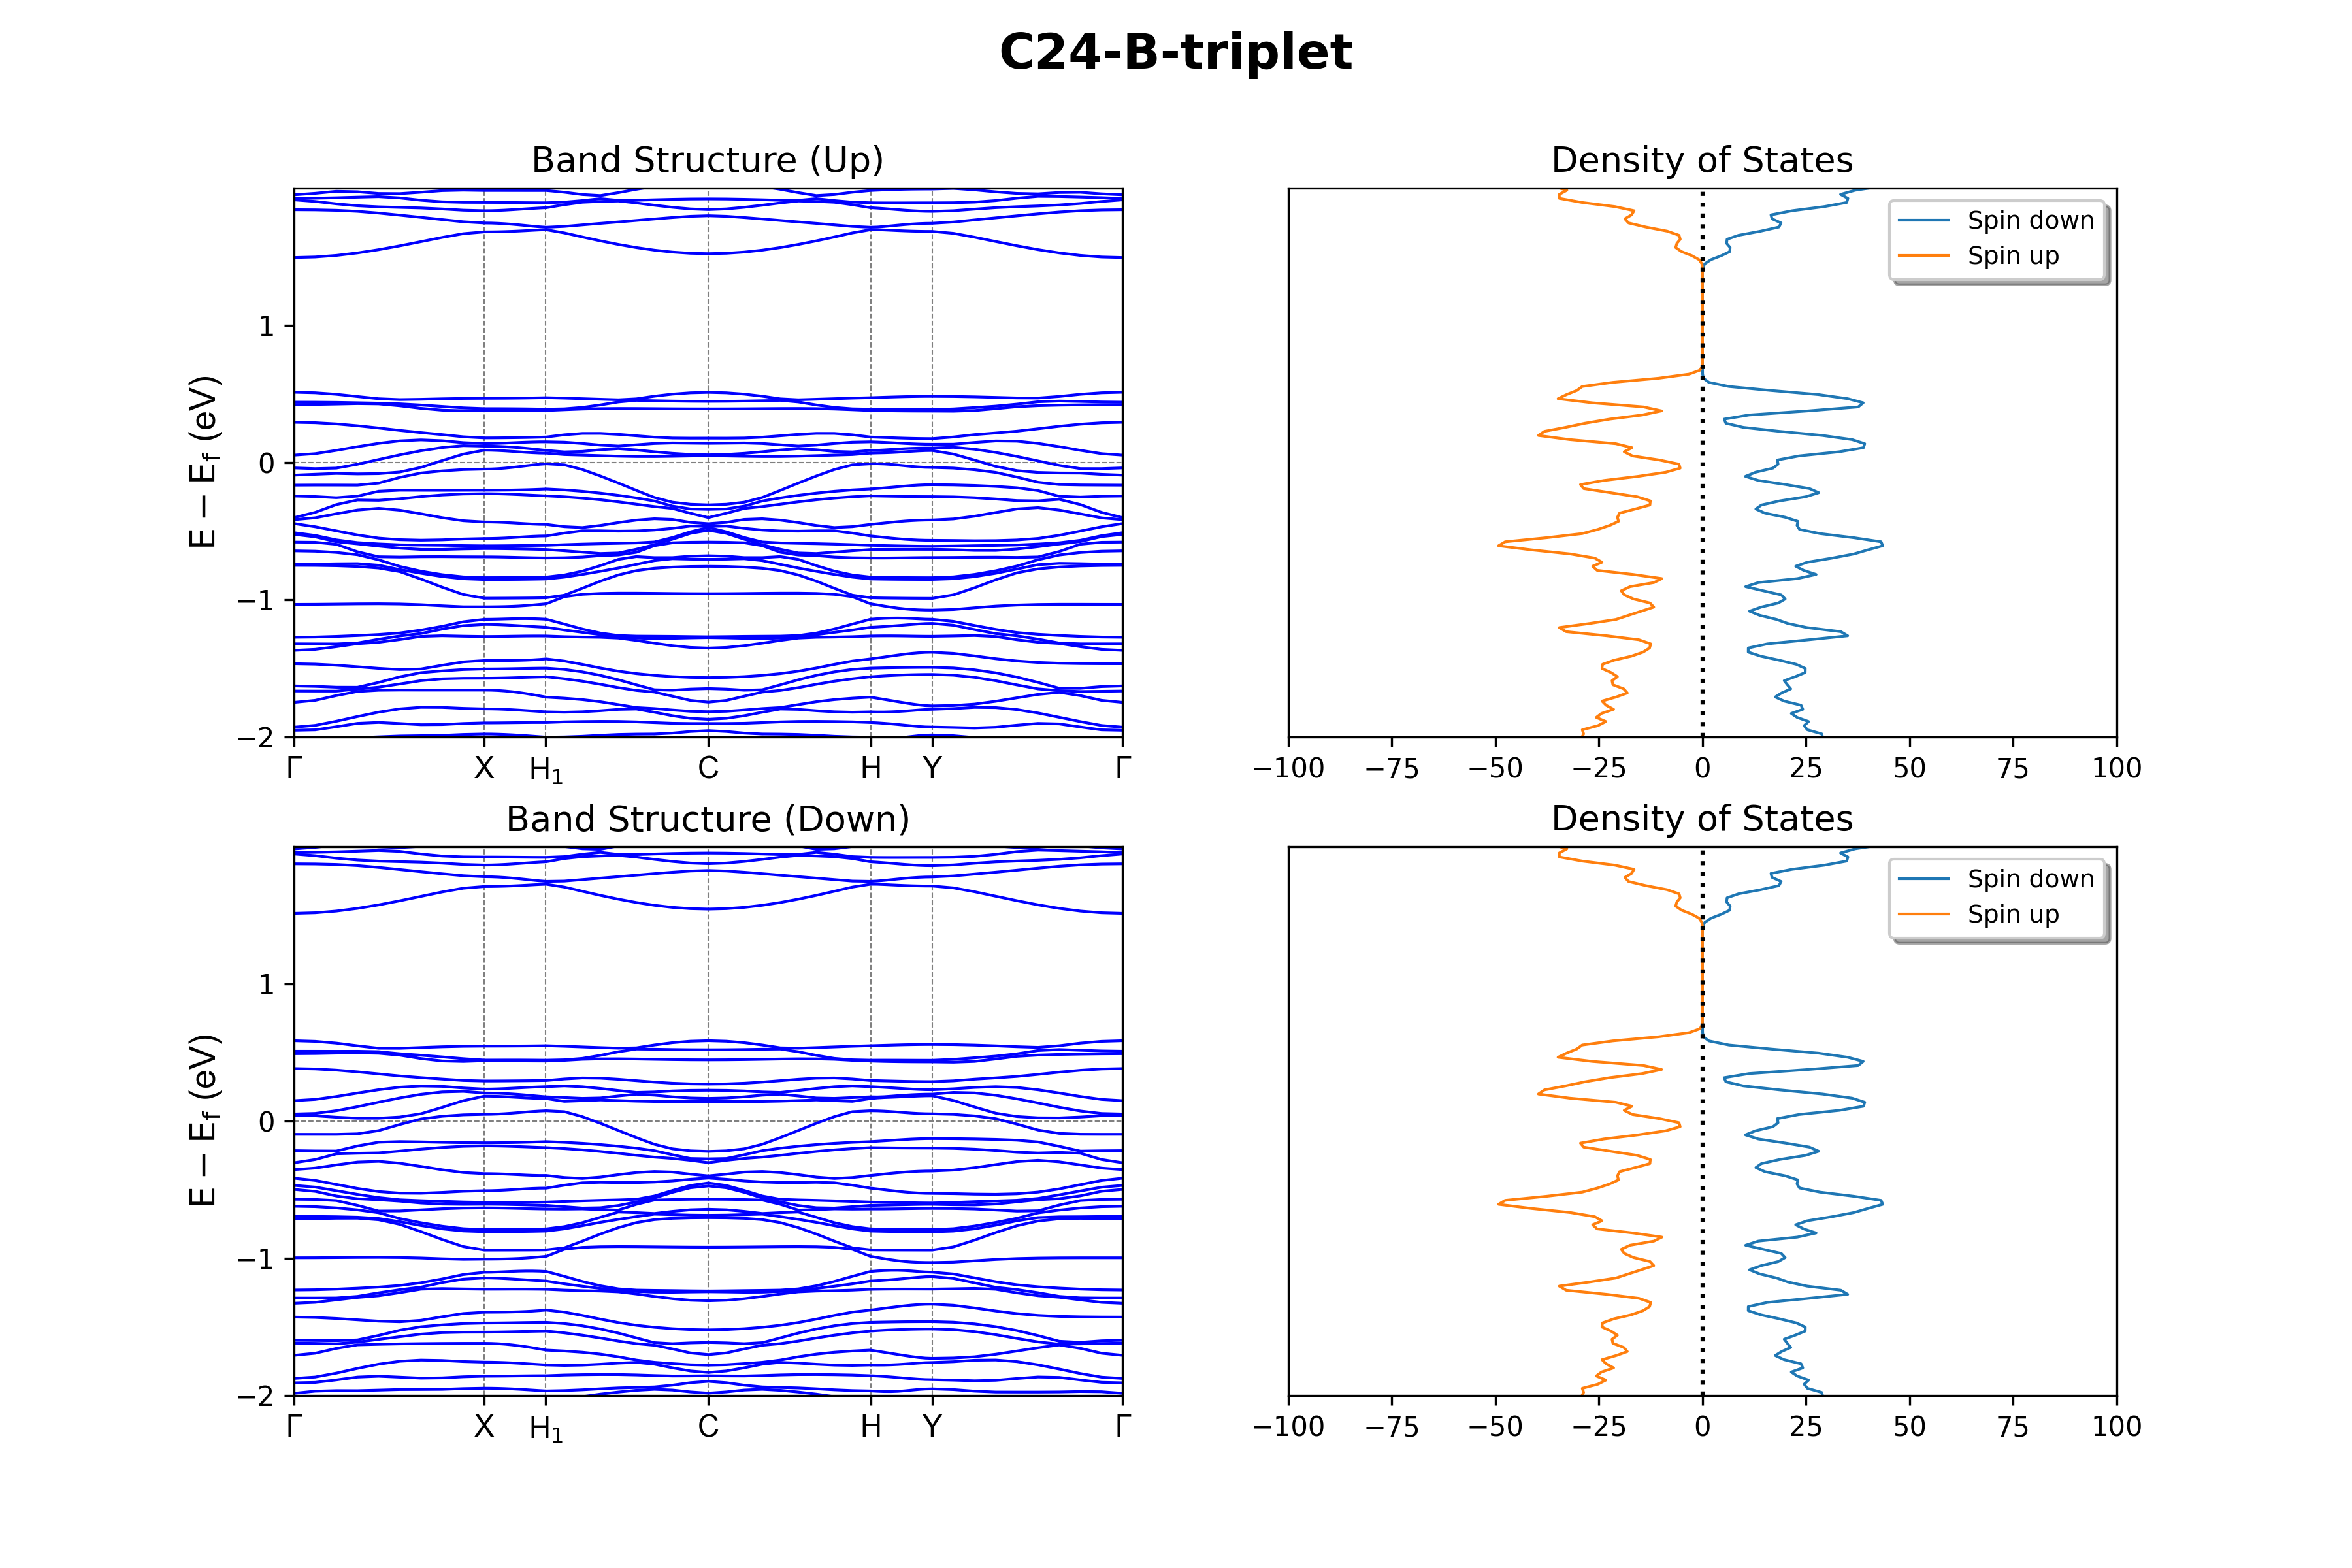 C24-B-triplet
Band Structure (Up)
E − E_f (eV)
1
0
−1
−2
Γ X H₁ C H Y Γ
Density of States
Spin down
Spin up
−100 −75 −50 −25 0 25 50 75 100
Band Structure (Down)
E − E_f (eV)
1
0
−1
−2
Γ X H₁ C H Y Γ
Density of States
Spin down
Spin up
−100 −75 −50 −25 0 25 50 75 100